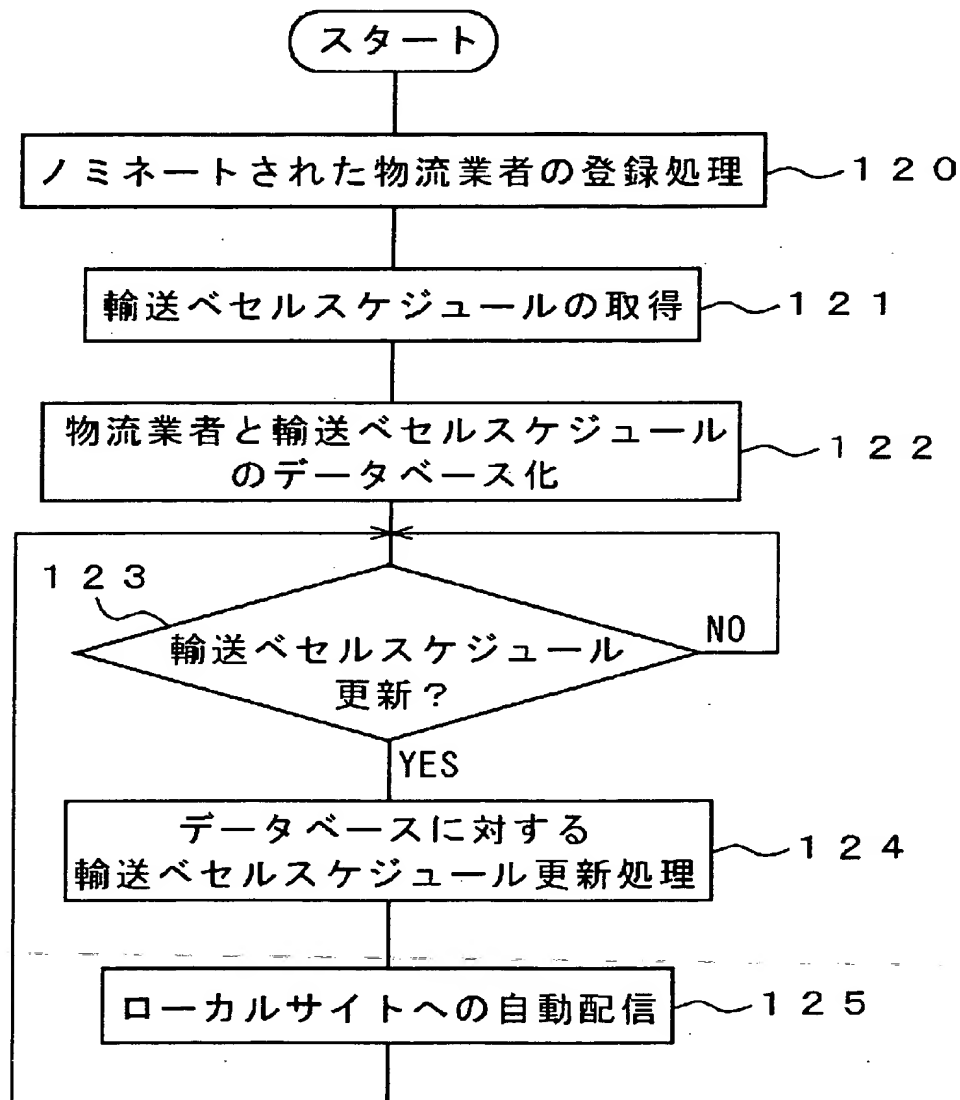 スタート
ノミネートされた物流業者の登録処理
120
輸送ベセルスケジュールの取得
121
物流業者と輸送ベセルスケジュール
のデータベース化
122
123
輸送ベセルスケジュール
更新?
NO
YES
データベースに対する
輸送ベセルスケジュール更新処理
124
ローカルサイトへの自動配信
125